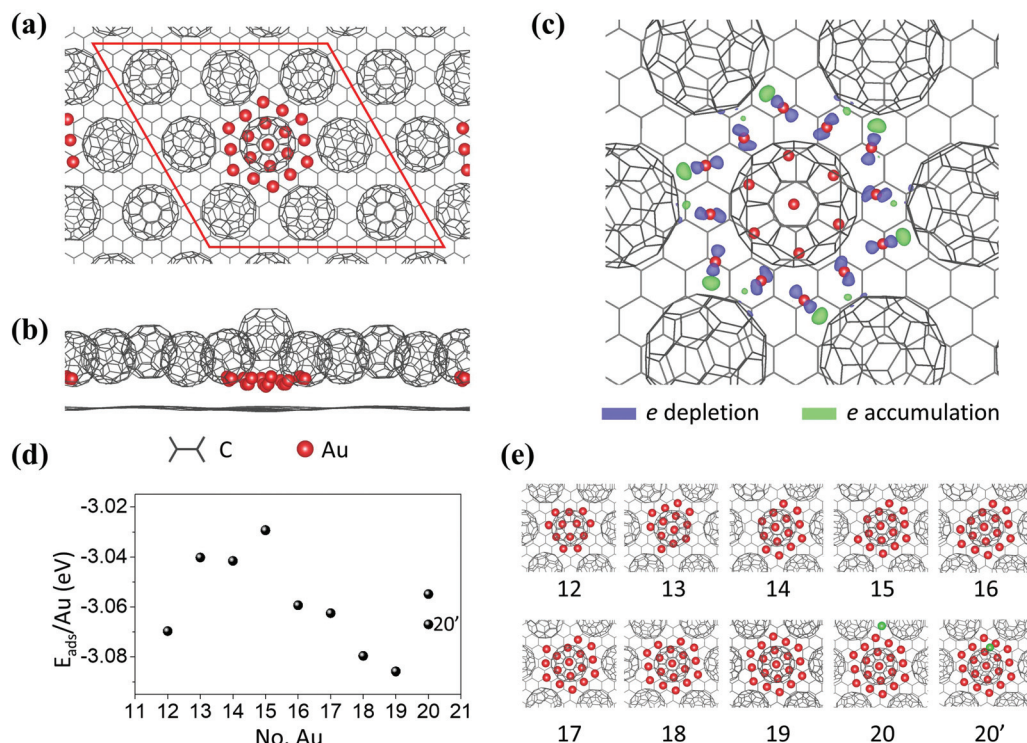 (a)
(b)
C
Au
(c)
e depletion
e accumulation
(d)
E_ads/Au (eV)
-3.02
-3.04
-3.06
-3.08
20'
11 12 13 14 15 16 17 18 19 20 21
No. Au
(e)
12 13 14 15 16
17 18 19 20 20'